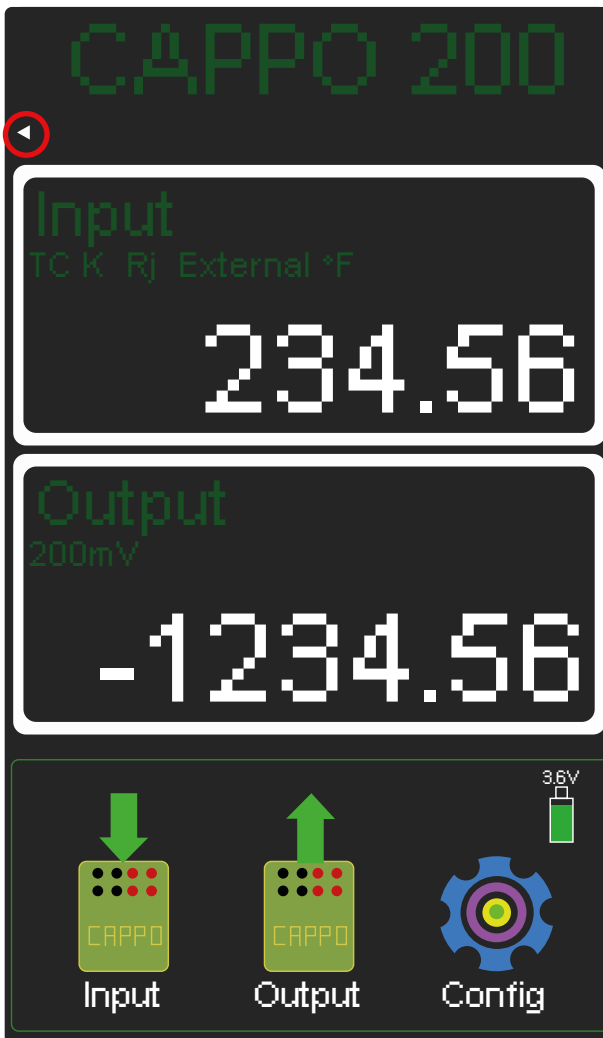 CAPPO 200
Input
TC K Rj External °F
234.56
Output
200mV
-1234.56
3.6V
CAPPO
CAPPO
Input
Output
Config